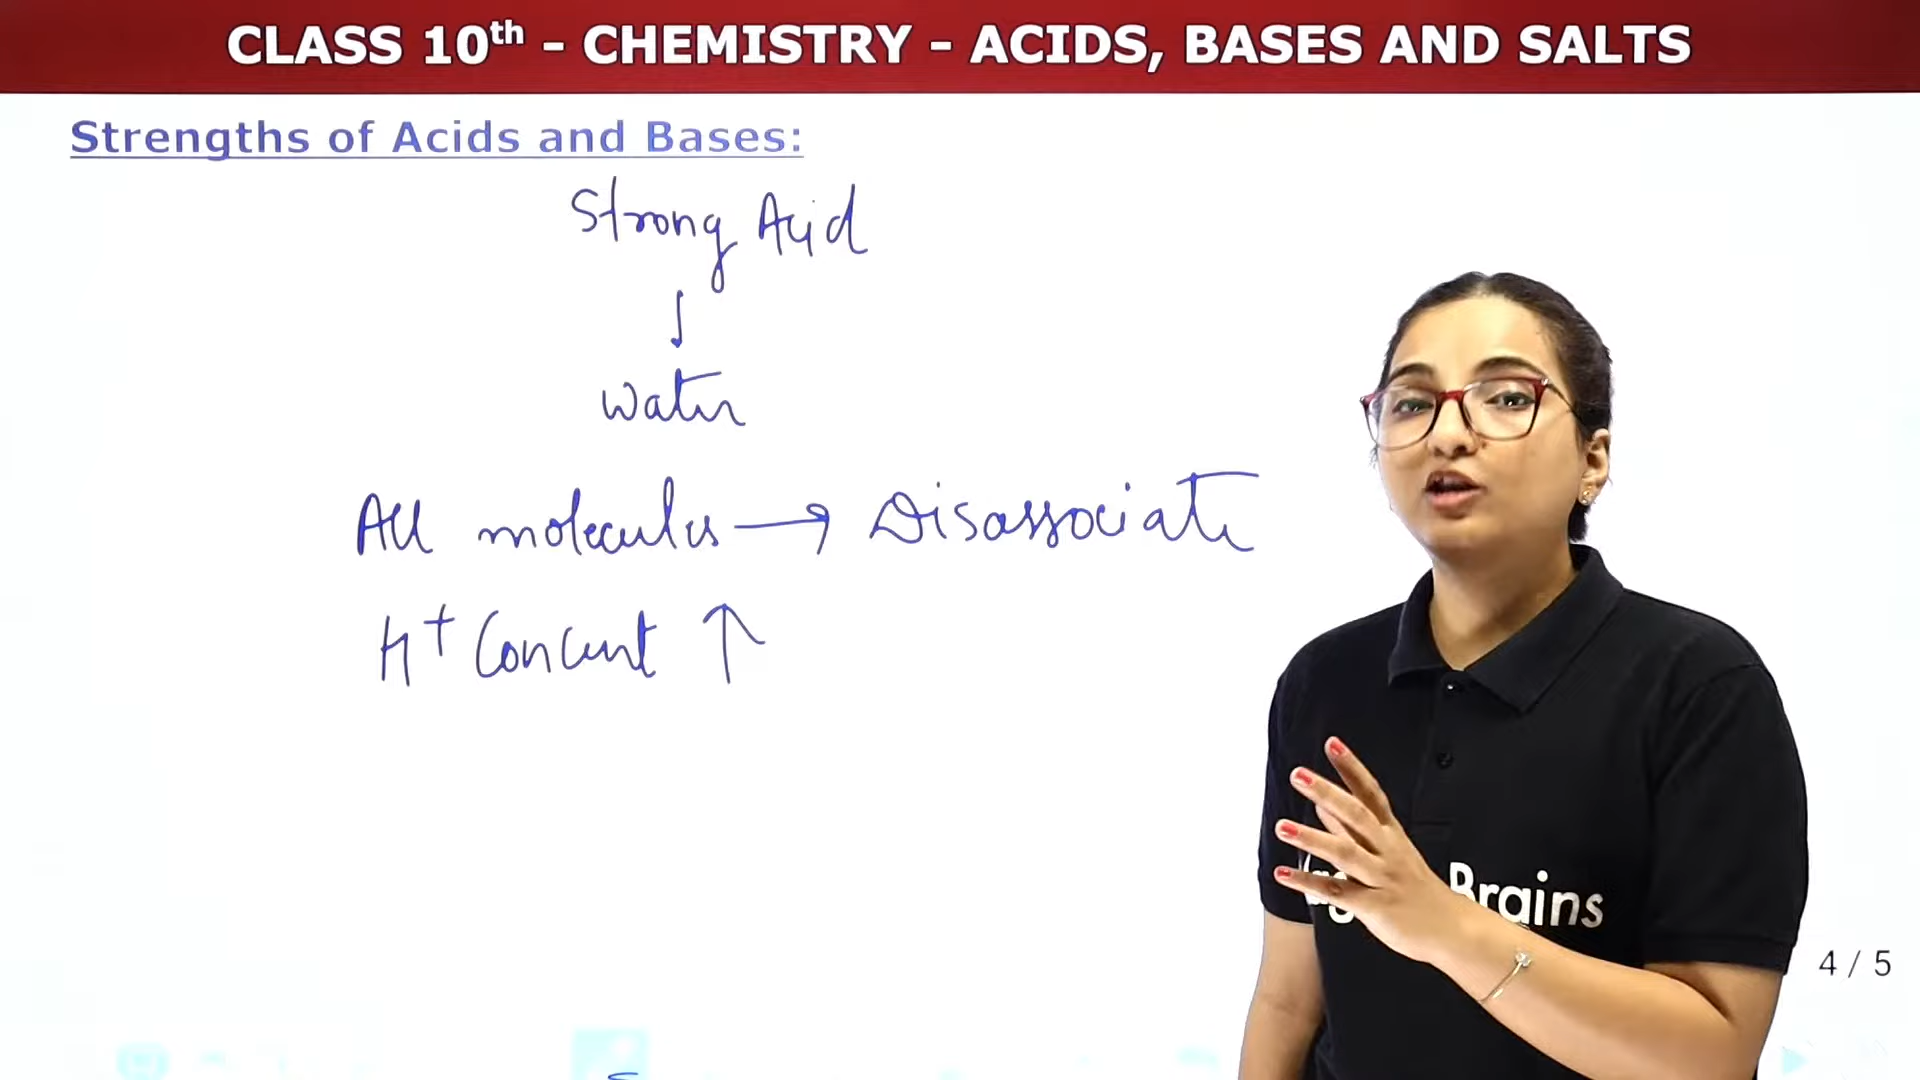 CLASS 10th - CHEMISTRY - ACIDS, BASES AND SALTS
Strengths of Acids and Bases:
Strong Acid
↓
Water
All molecules → Disassociate
H+ Concent ↑
Brains
4 / 5